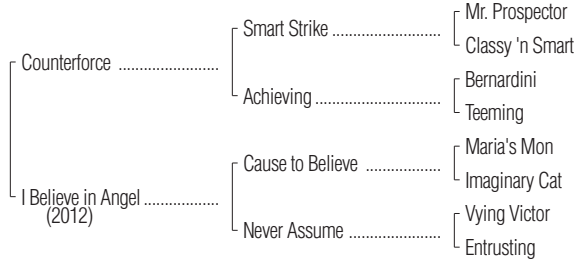 Mr. Prospector
Smart Strike ........................
Classy 'n Smart
Counterforce ......................
Bernardini
Achieving ............................
Teeming
Maria's Mon
Cause to Believe .................
Imaginary Cat
I Believe in Angel ................
(2012)
Vying Victor
Never Assume ....................
Entrusting